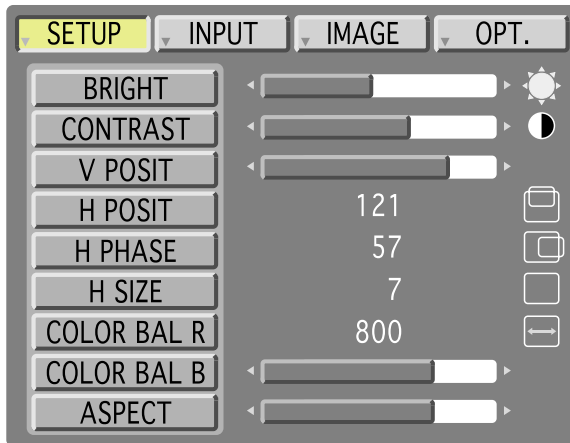 SETUP INPUT IMAGE OPT.
BRIGHT
CONTRAST
V POSIT
H POSIT 121
H PHASE 57
H SIZE 7
COLOR BAL R 800
COLOR BAL B
ASPECT